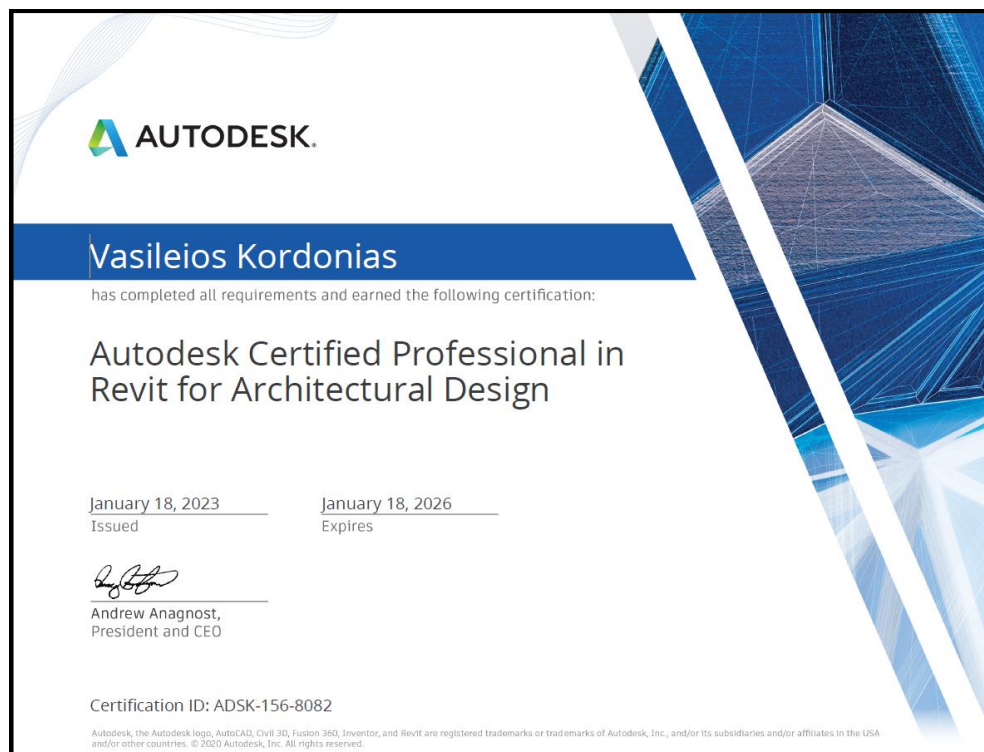 AUTODESK.
Vasileios Kordonias
has completed all requirements and earned the following certification:
Autodesk Certified Professional in
Revit for Architectural Design
January 18, 2023
January 18, 2026
Issued
Expires
Andrew Anagnost,
President and CEO
Certification ID: ADSK-156-8082
Autodesk, the Autodesk logo, AutoCAD, Civil 3D, Fusion 360, Inventor, and Revit are registered trademarks or trademarks of Autodesk, Inc., and/or its subsidiaries and/or affiliates in the USA
and/or other countries. © 2020 Autodesk, Inc. All rights reserved.